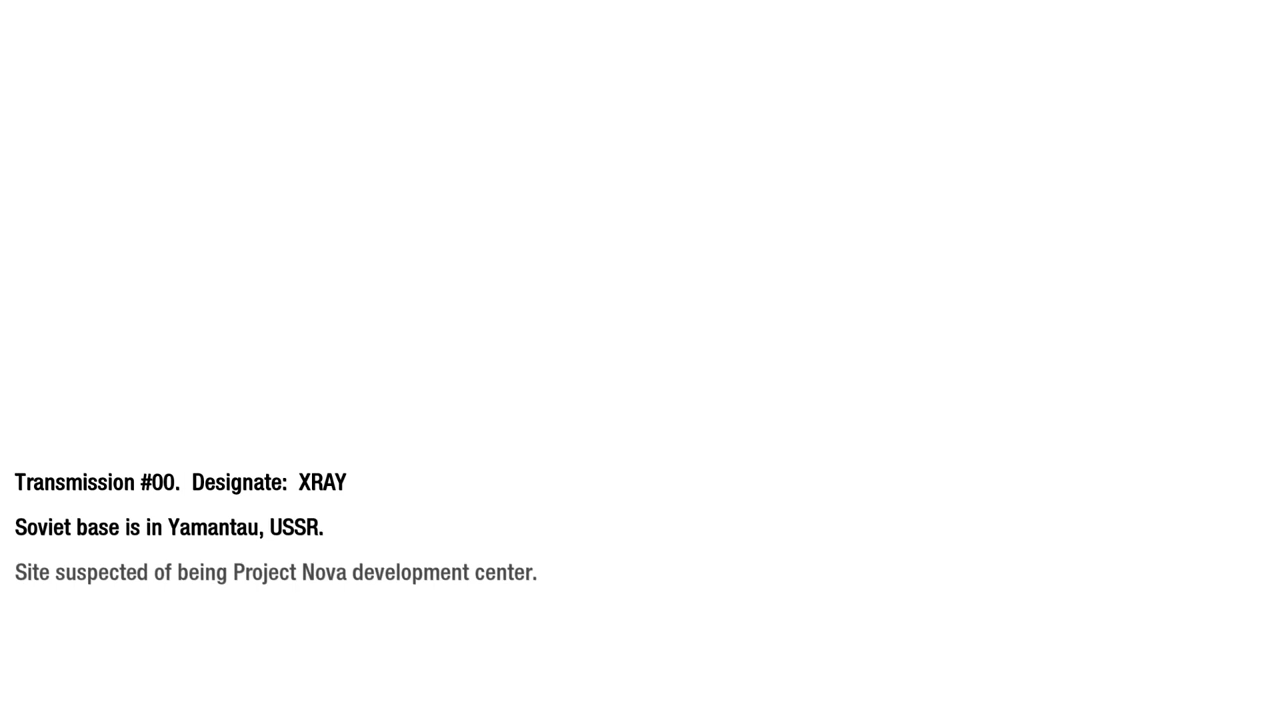 Transmission #00.  Designate:  XRAY
Soviet base is in Yamantau, USSR.
Site suspected of being Project Nova development center.